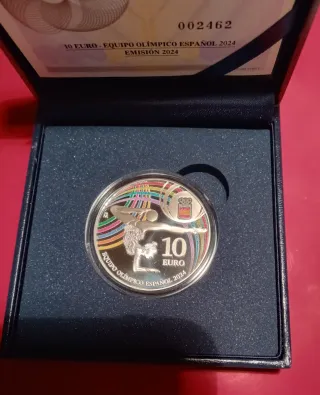 002462
10 EURO - EQUIPO OLÍMPICO ESPAÑOL 2024
EMISIÓN 2024
10
EURO
EQUIPO OLÍMPICO ESPAÑOL 2024